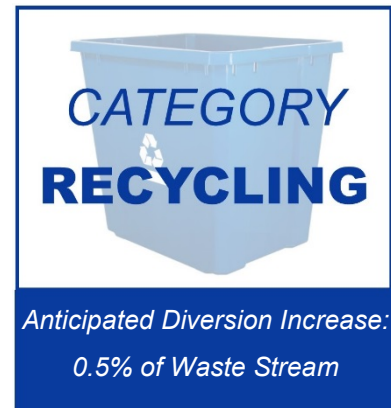 CATEGORY
RECYCLING
Anticipated Diversion Increase:
0.5% of Waste Stream